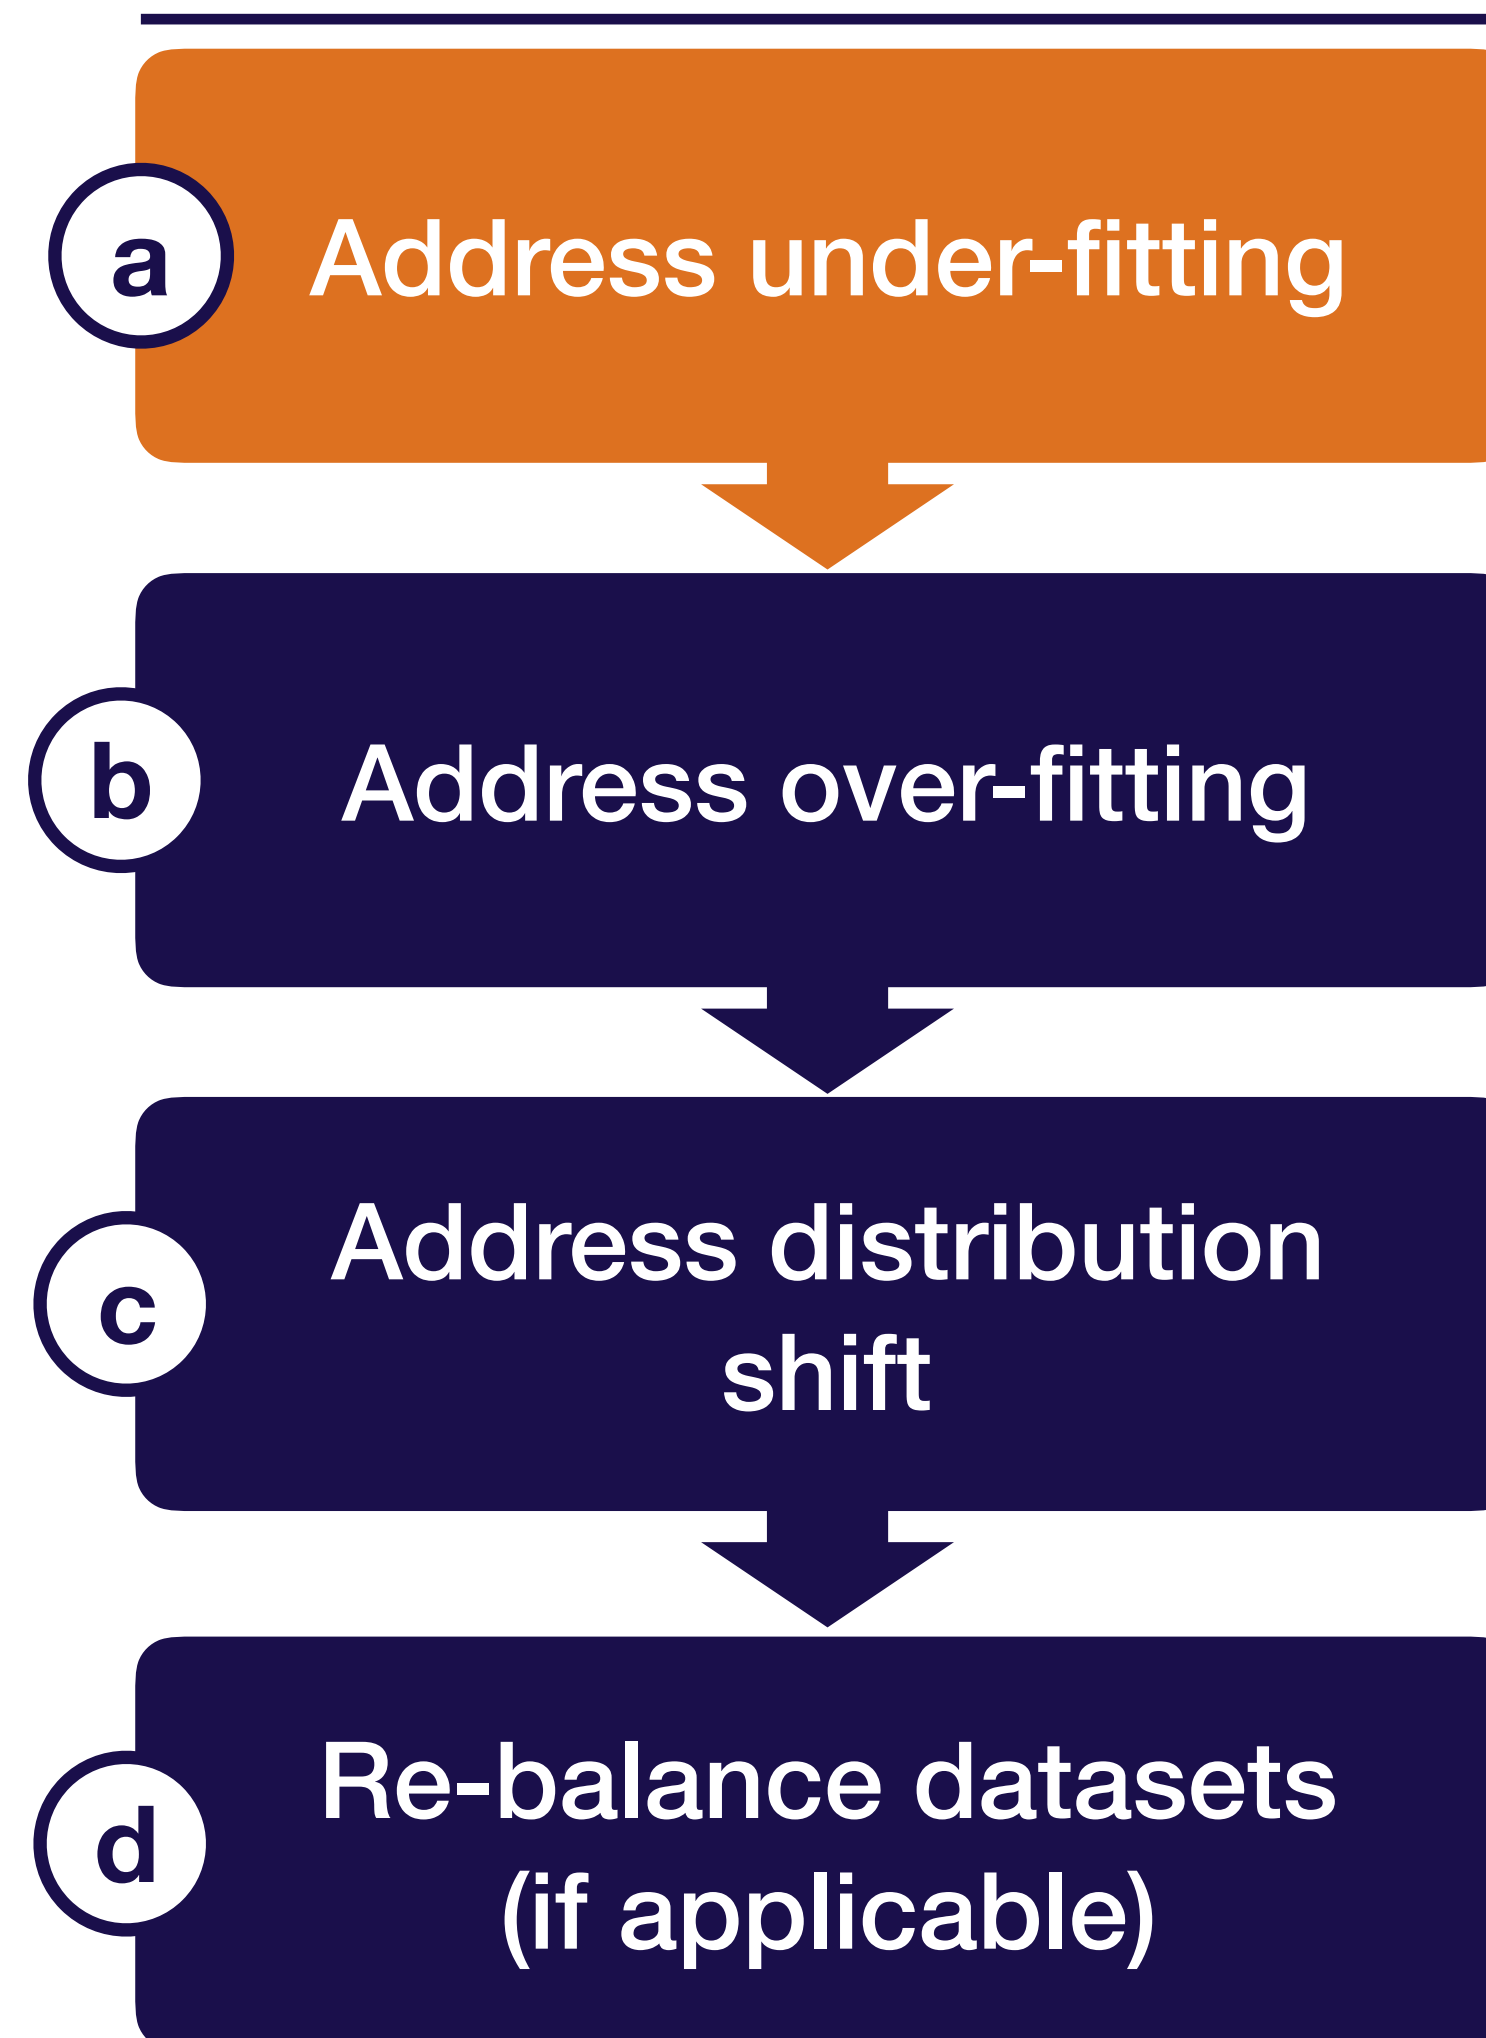 a
Address under-fitting
b
Address over-fitting
c
Address distribution
shift
d
Re-balance datasets
(if applicable)